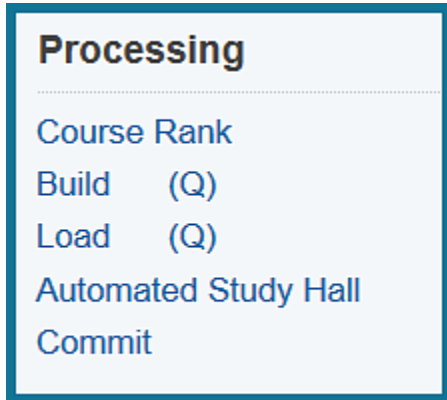 Processing
Course Rank
Build (Q)
Load (Q)
Automated Study Hall
Commit